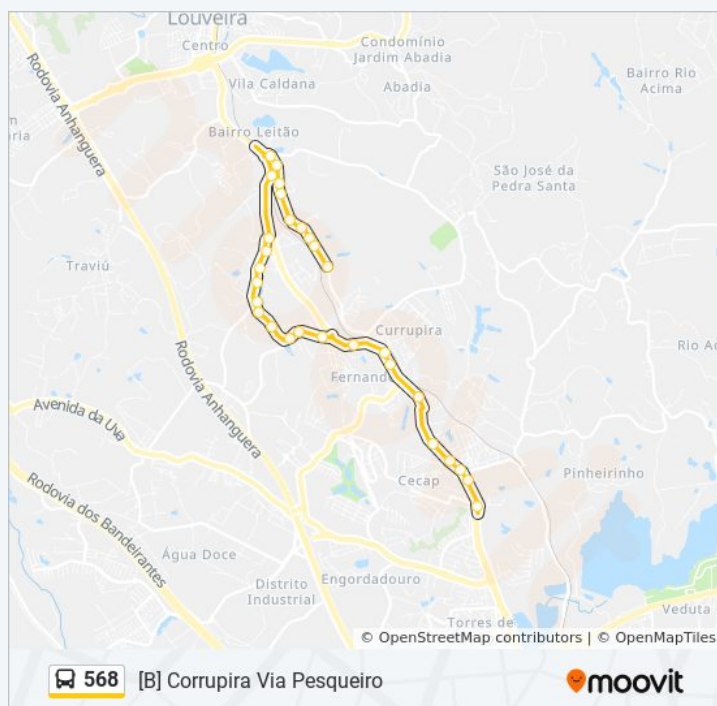 Louveira
Centro
Condomínio
Jardim Abadia
Vila Caldana
Abadia
Bairro Rio
Acima
Rodovia Anhanguera
Bairro Leitão
São José da
Pedra Santa
Traviú
Currupira
Rio Ac
Rodovia Anhanguera
Fernand
Avenida da Uva
Cecap
Pinheirinho
Rodovia dos Bandeirantes
Água Doce
Engordadouro
Distrito
Industrial
Veduta
Torres de
© OpenStreetMap contributors | © OpenMapTiles
568
[B] Corrupira Via Pesqueiro
moovit